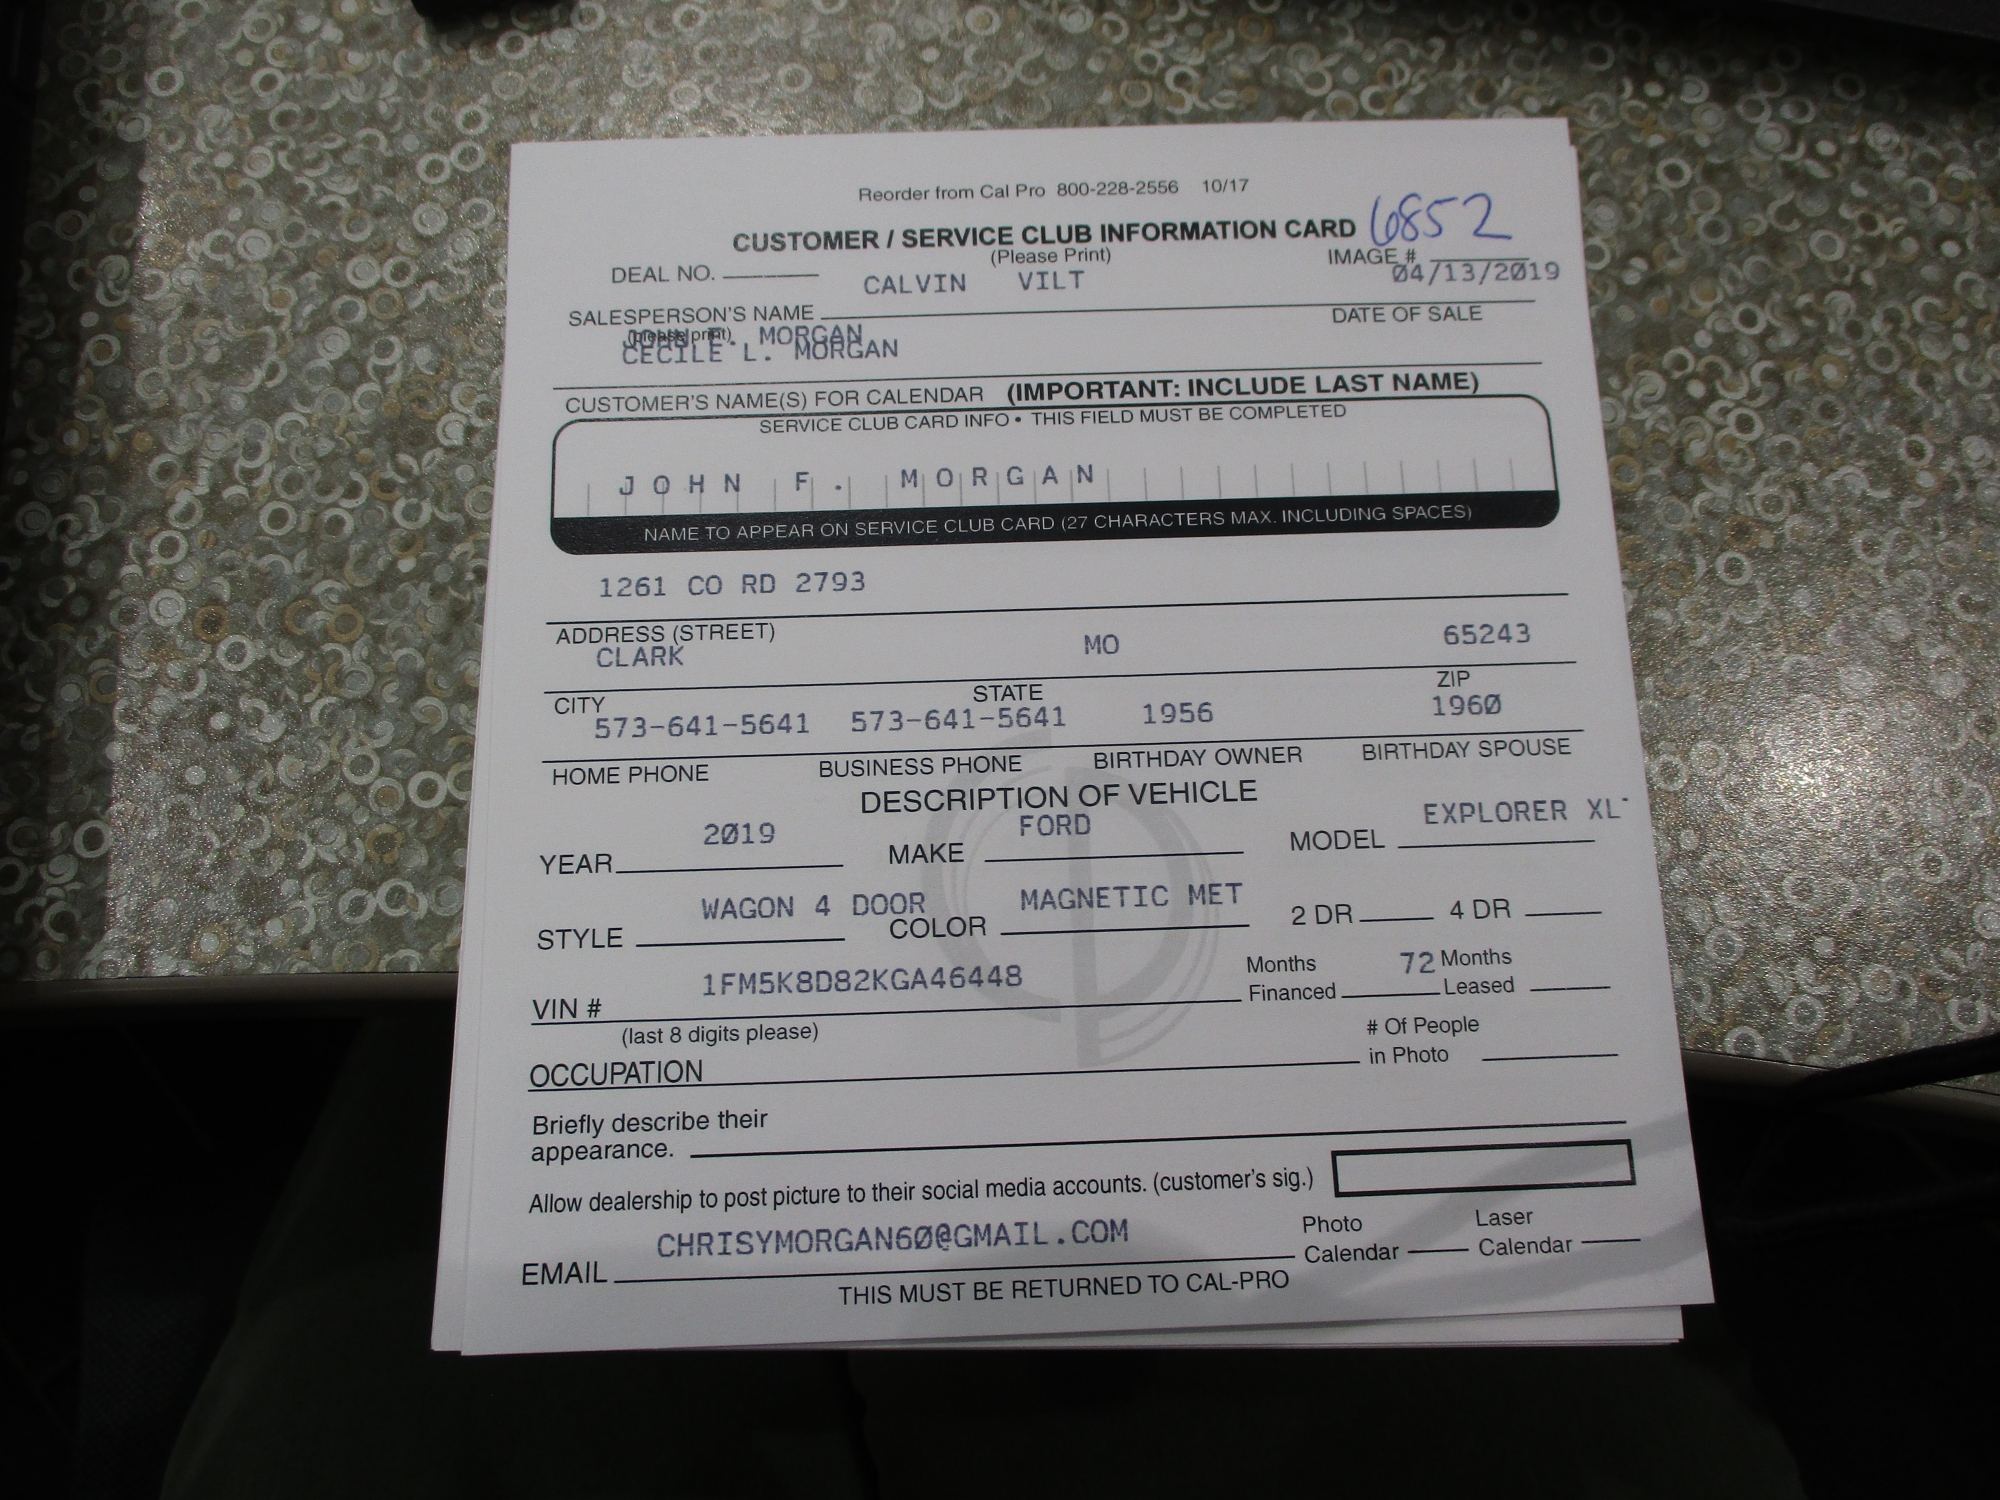 Reorder from Cal Pro 800-228-2556 10/17
CUSTOMER / SERVICE CLUB INFORMATION CARD 6852
(Please Print)
DEAL NO. IMAGE #
CALVIN VILT 04/13/2019
SALESPERSON'S NAME DATE OF SALE
(please print)
JOHN F. MORGAN
CECILE L. MORGAN
CUSTOMER'S NAME(S) FOR CALENDAR (IMPORTANT: INCLUDE LAST NAME)
SERVICE CLUB CARD INFO • THIS FIELD MUST BE COMPLETED
JOHN F. MORGAN
NAME TO APPEAR ON SERVICE CLUB CARD (27 CHARACTERS MAX. INCLUDING SPACES)
1261 CO RD 2793
ADDRESS (STREET)
CLARK MO 65243
CITY STATE ZIP
573-641-5641 573-641-5641 1956 1960
HOME PHONE BUSINESS PHONE BIRTHDAY OWNER BIRTHDAY SPOUSE
DESCRIPTION OF VEHICLE
2019 FORD EXPLORER XL
YEAR MAKE MODEL
WAGON 4 DOOR MAGNETIC MET
STYLE COLOR 2 DR 4 DR
1FM5K8D82KGA46448 72
VIN # Months Financed Months Leased
(last 8 digits please)
OCCUPATION # Of People in Photo
Briefly describe their
appearance.
Allow dealership to post picture to their social media accounts. (customer's sig.)
CHRISYMORGAN60@GMAIL.COM
EMAIL Photo Calendar Laser Calendar
THIS MUST BE RETURNED TO CAL-PRO